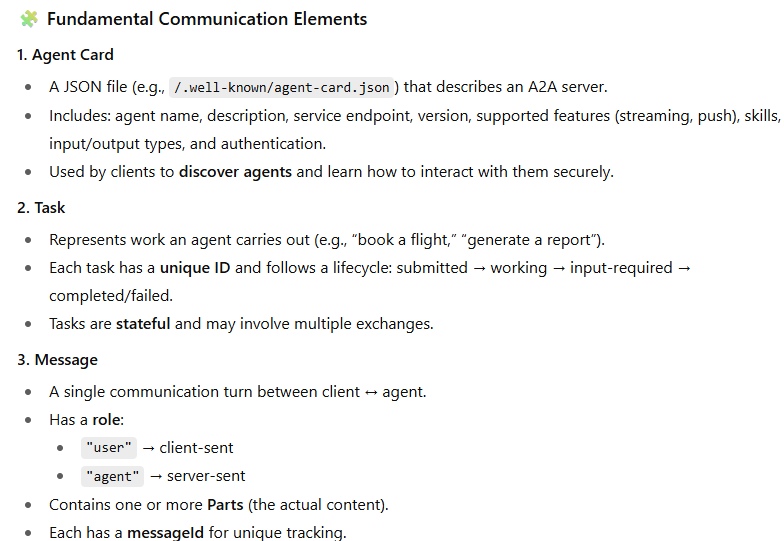 🧩 Fundamental Communication Elements
1. Agent Card
• A JSON file (e.g., /.well-known/agent-card.json) that describes an A2A server.
• Includes: agent name, description, service endpoint, version, supported features (streaming, push), skills,
input/output types, and authentication.
• Used by clients to discover agents and learn how to interact with them securely.
2. Task
• Represents work an agent carries out (e.g., “book a flight,” “generate a report”).
• Each task has a unique ID and follows a lifecycle: submitted → working → input-required →
completed/failed.
• Tasks are stateful and may involve multiple exchanges.
3. Message
• A single communication turn between client ↔ agent.
• Has a role:
• "user" → client-sent
• "agent" → server-sent
• Contains one or more Parts (the actual content).
• Each has a messageId for unique tracking.